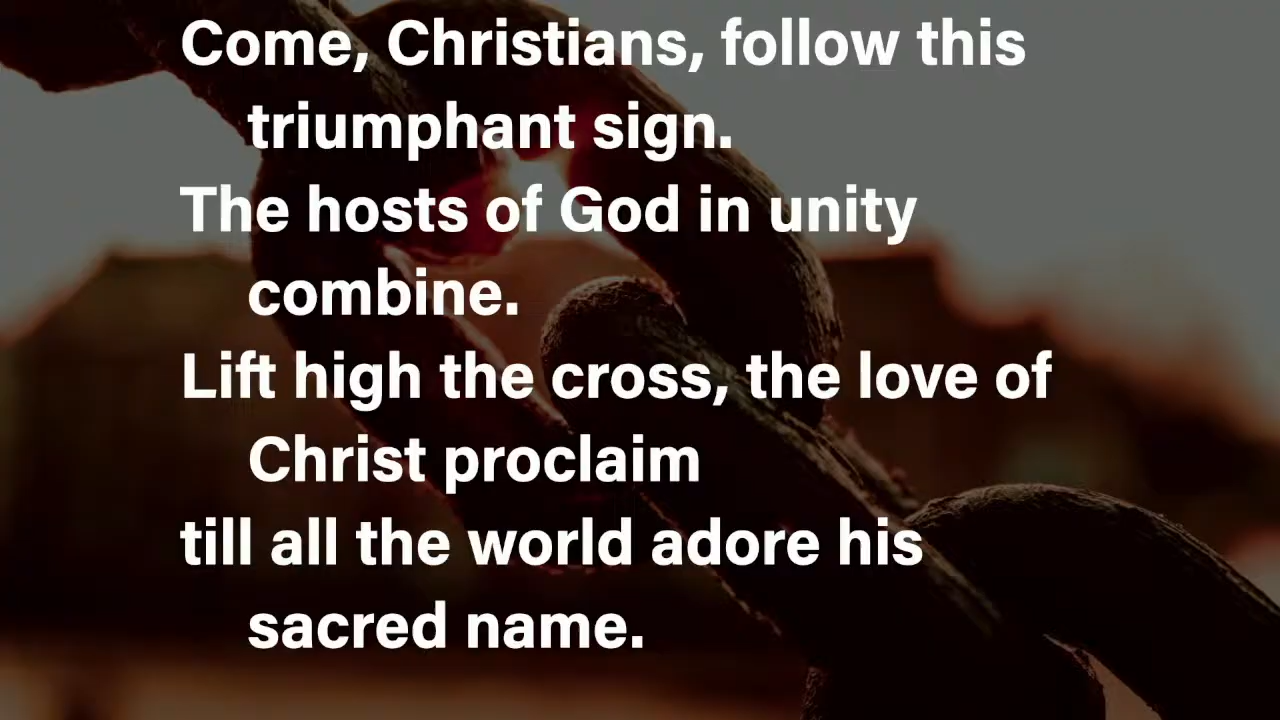 Come, Christians, follow this
triumphant sign.
The hosts of God in unity
combine.
Lift high the cross, the love of
Christ proclaim
till all the world adore his
sacred name.